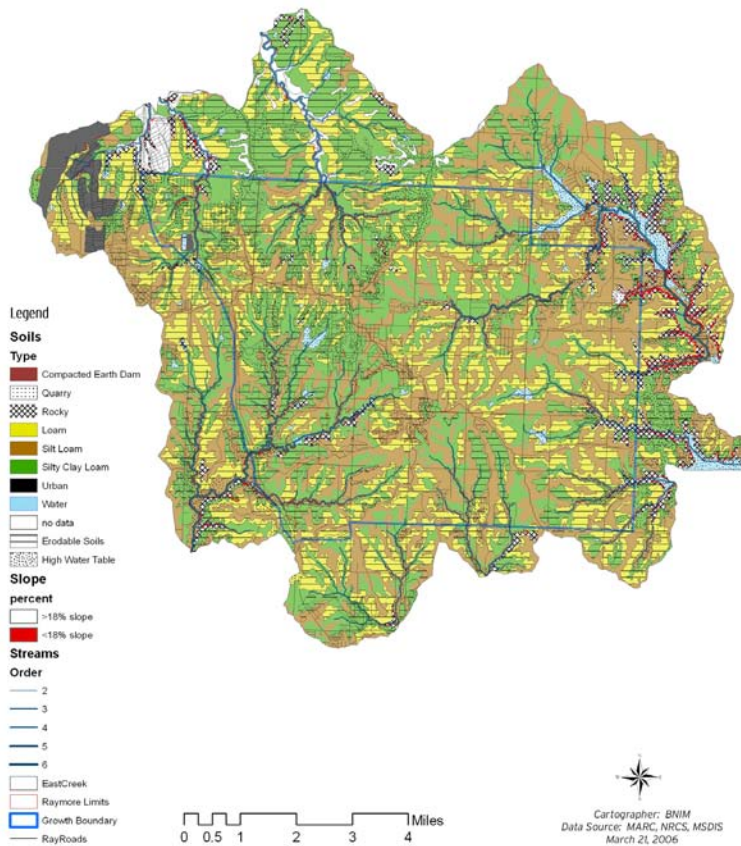 Legend
Soils
Type
Compacted Earth Dam
Quarry
Rocky
Loam
Silt Loam
Silty Clay Loam
Urban
Water
no data
Erodable Soils
High Water Table
Slope
percent
>18% slope
<18% slope
Streams
Order
2
3
4
5
6
EastCreek
Raymore Limits
Growth Boundary
RayRoads
Miles
0 0.5 1 2 3 4
Cartographer: BNIM
Data Source: MARC, NRCS, MSDIS
March 21, 2006